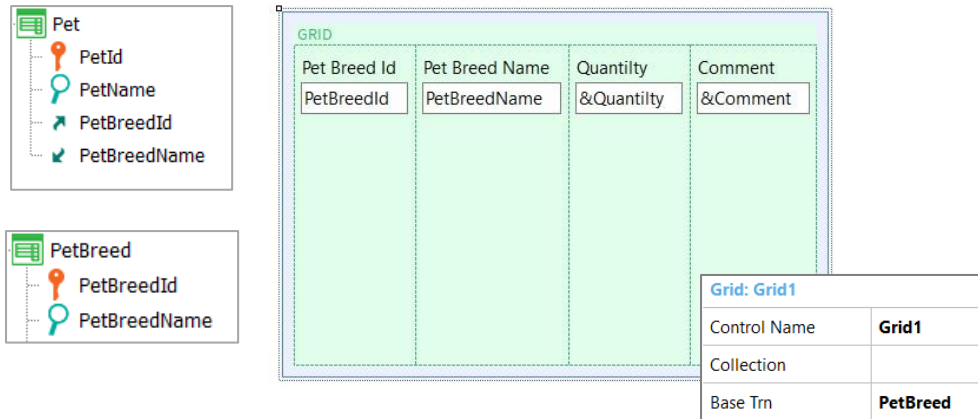 Pet
PetId
PetName
PetBreedId
PetBreedName
PetBreed
PetBreedId
PetBreedName
GRID
Pet Breed Id Pet Breed Name Quantilty Comment
PetBreedId PetBreedName &Quantilty &Comment
Grid: Grid1
Control Name Grid1
Collection
Base Trn PetBreed